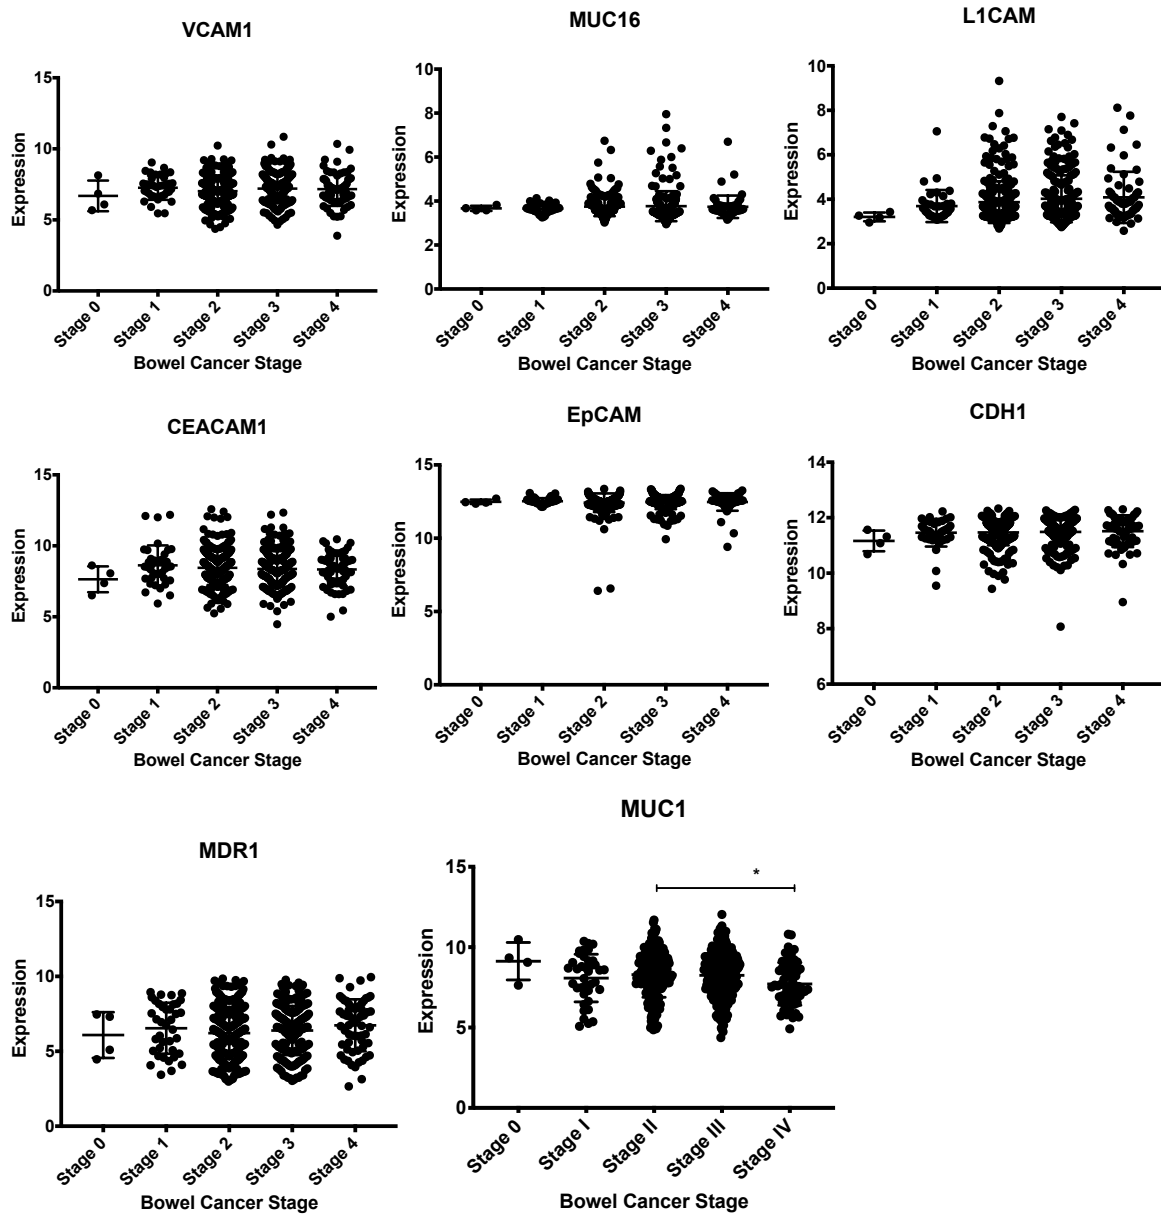 VCAM1
15
10
5
0
Expression
Stage 0
Stage 1
Stage 2
Stage 3
Stage 4
Bowel Cancer Stage
MUC16
10
8
6
4
2
0
Expression
Stage 0
Stage 1
Stage 2
Stage 3
Stage 4
Bowel Cancer Stage
L1CAM
10
8
6
4
2
0
Expression
Stage 0
Stage 1
Stage 2
Stage 3
Stage 4
Bowel Cancer Stage
CEACAM1
15
10
5
0
Expression
Stage 0
Stage 1
Stage 2
Stage 3
Stage 4
Bowel Cancer Stage
EpCAM
15
10
5
0
Expression
Stage 0
Stage 1
Stage 2
Stage 3
Stage 4
Bowel Cancer Stage
CDH1
14
12
10
8
6
Expression
Stage 0
Stage 1
Stage 2
Stage 3
Stage 4
Bowel Cancer Stage
MDR1
15
10
5
0
Expression
Stage 0
Stage 1
Stage 2
Stage 3
Stage 4
Bowel Cancer Stage
MUC1
15
10
5
0
Expression
*
Stage 0
Stage I
Stage II
Stage III
Stage IV
Bowel Cancer Stage